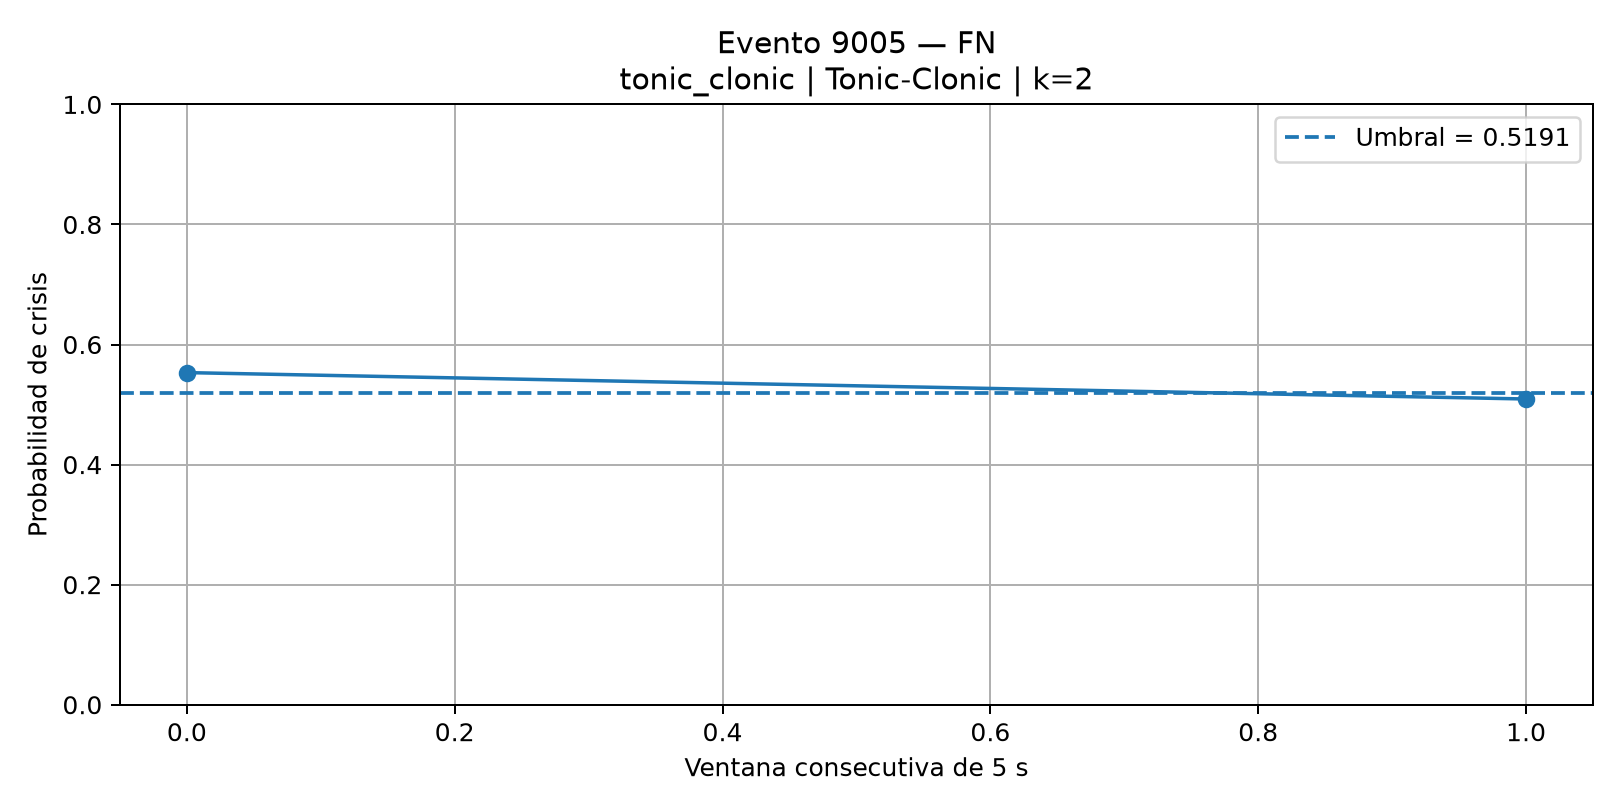 Evento 9005 — FN
tonic_clonic | Tonic-Clonic | k=2
Umbral = 0.5191
Probabilidad de crisis
1.0
0.8
0.6
0.4
0.2
0.0
0.0 0.2 0.4 0.6 0.8 1.0
Ventana consecutiva de 5 s